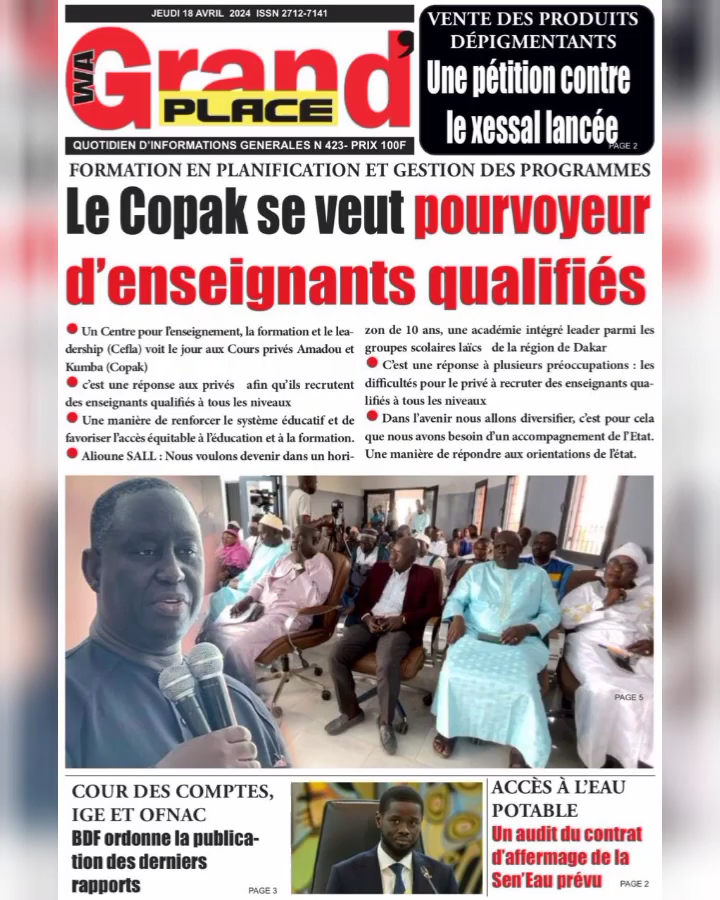 JEUDI 18 AVRIL 2024 ISSN 2712-7141
WA
Grand'
PLACE
QUOTIDIEN D'INFORMATIONS GENERALES N 423- PRIX 100F
VENTE DES PRODUITS
DÉPIGMENTANTS
Une pétition contre
le xessal lancée
PAGE 2
FORMATION EN PLANIFICATION ET GESTION DES PROGRAMMES
Le Copak se veut pourvoyeur
d'enseignants qualifiés
Un Centre pour l'enseignement, la formation et le lea-
dership (Cefla) voit le jour aux Cours privés Amadou et
Kumba (Copak)
c'est une réponse aux privés afin qu'ils recrutent
des enseignants qualifiés à tous les niveaux
Une manière de renforcer le système éducatif et de
favoriser l'accès équitable à l'éducation et à la formation.
Alioune SALL : Nous voulons devenir dans un hori-
zon de 10 ans, une académie intégré leader parmi les
groupes scolaires laïcs de la région de Dakar
C'est une réponse à plusieurs préoccupations : les
difficultés pour le privé à recruter des enseignants qua-
lifiés à tous les niveaux
Dans l'avenir nous allons diversifier, c'est pour cela
que nous avons besoin d'un accompagnement de l'Etat.
Une manière de répondre aux orientations de l'état.
PAGE 5
COUR DES COMPTES,
IGE ET OFNAC
BDF ordonne la publica-
tion des derniers
rapports
PAGE 3
ACCÈS À L'EAU
POTABLE
Un audit du contrat
d'affermage de la
Sen'Eau prévu
PAGE 2